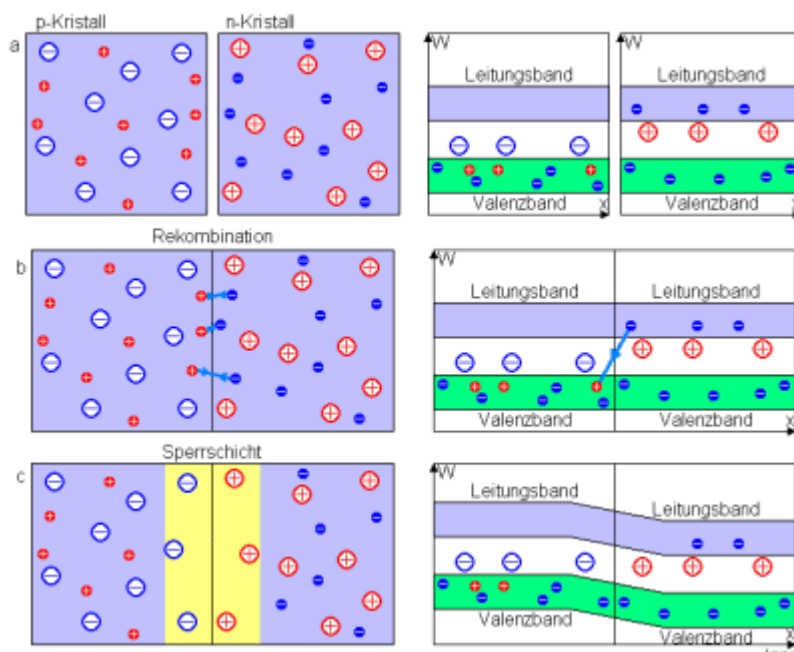 p-Kristall n-Kristall
a
W W
Leitungsband Leitungsband
Valenzband Valenzband
x x
Rekombination
b
W
Leitungsband Leitungsband
Valenzband Valenzband
x
Sperrschicht
c
W
Leitungsband Leitungsband
Valenzband Valenzband
x